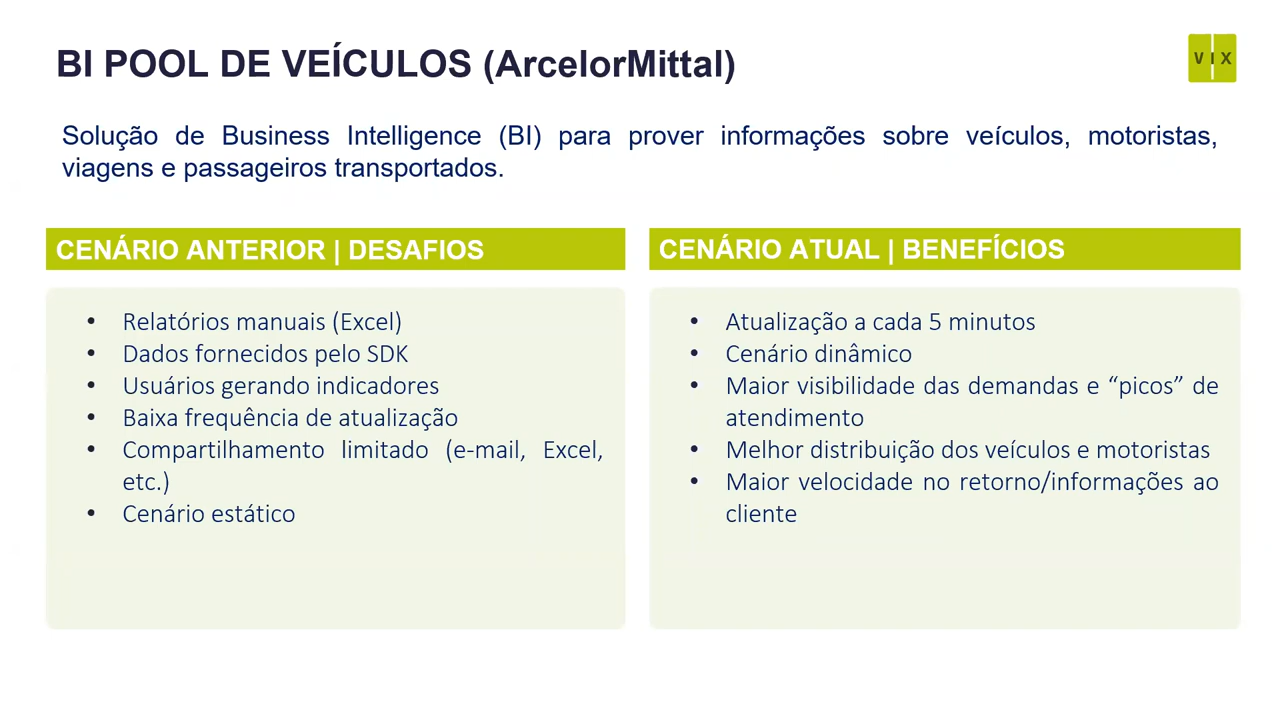 BI POOL DE VEÍCULOS (ArcelorMittal)
VIX
Solução de Business Intelligence (BI) para prover informações sobre veículos, motoristas,
viagens e passageiros transportados.
CENÁRIO ANTERIOR | DESAFIOS
• Relatórios manuais (Excel)
• Dados fornecidos pelo SDK
• Usuários gerando indicadores
• Baixa frequência de atualização
• Compartilhamento limitado (e-mail, Excel,
etc.)
• Cenário estático
CENÁRIO ATUAL | BENEFÍCIOS
• Atualização a cada 5 minutos
• Cenário dinâmico
• Maior visibilidade das demandas e “picos” de
atendimento
• Melhor distribuição dos veículos e motoristas
• Maior velocidade no retorno/informações ao
cliente